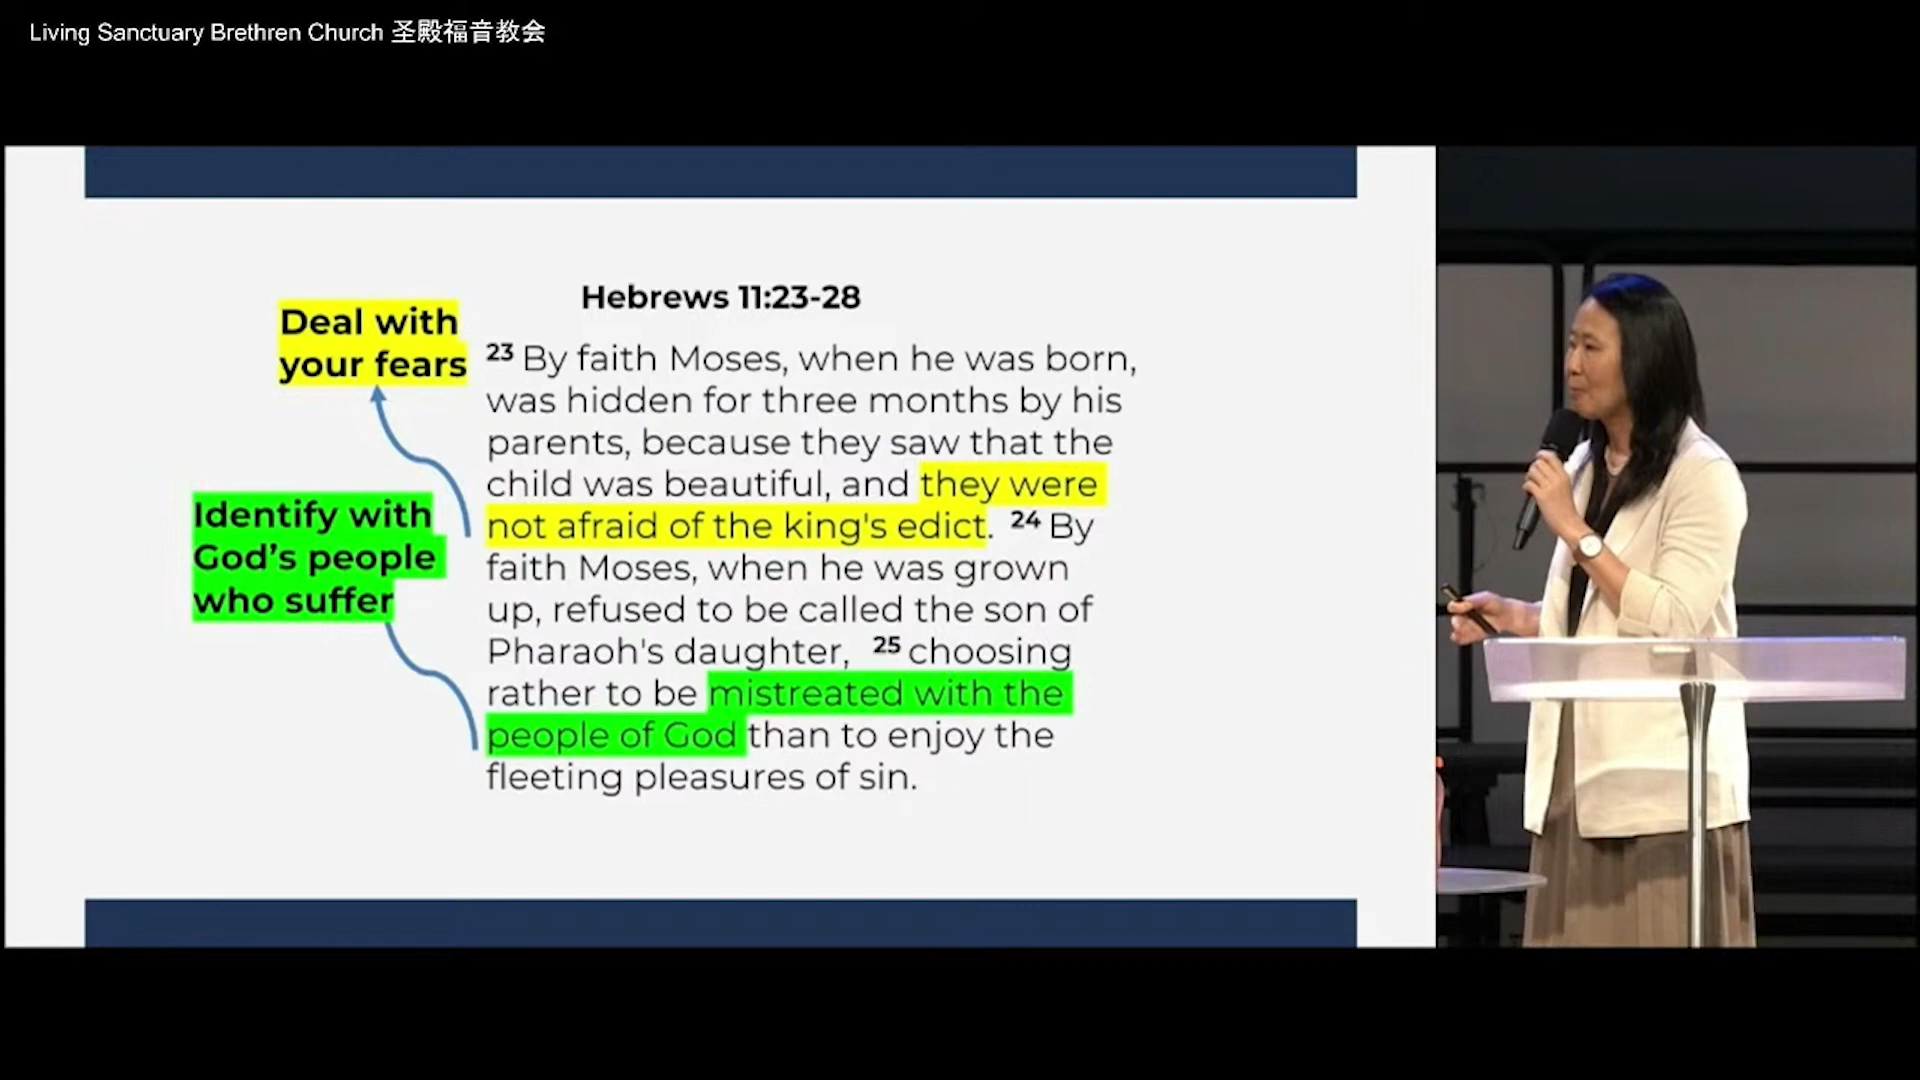 Living Sanctuary Brethren Church 圣殿福音教会
Hebrews 11:23-28
Deal with
your fears
Identify with
God's people
who suffer
23 By faith Moses, when he was born,
was hidden for three months by his
parents, because they saw that the
child was beautiful, and they were
not afraid of the king's edict. 24 By
faith Moses, when he was grown
up, refused to be called the son of
Pharaoh's daughter, 25 choosing
rather to be mistreated with the
people of God than to enjoy the
fleeting pleasures of sin.